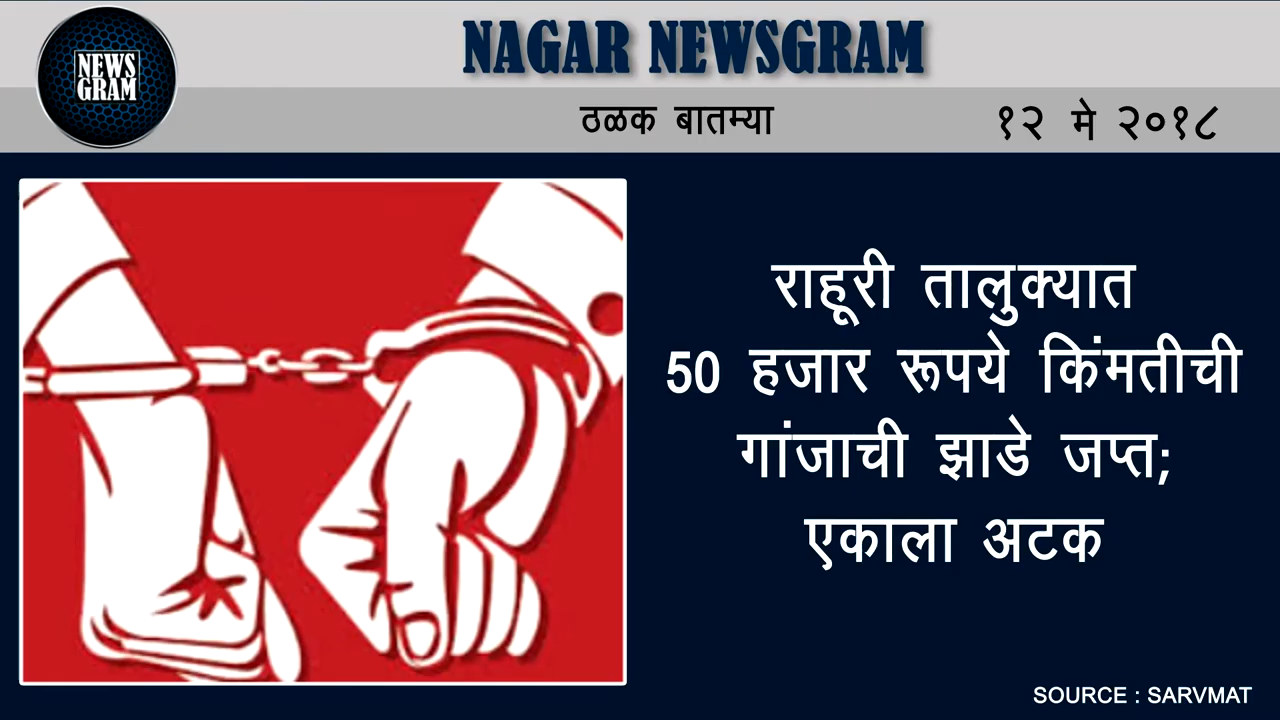 NEWS
GRAM
NAGAR NEWSGRAM
ठळक बातम्या
१२ मे २०१८
राहूरी तालुक्यात
50 हजार रूपये किंमतीची
गांजाची झाडे जप्त;
एकाला अटक
SOURCE : SARVMAT